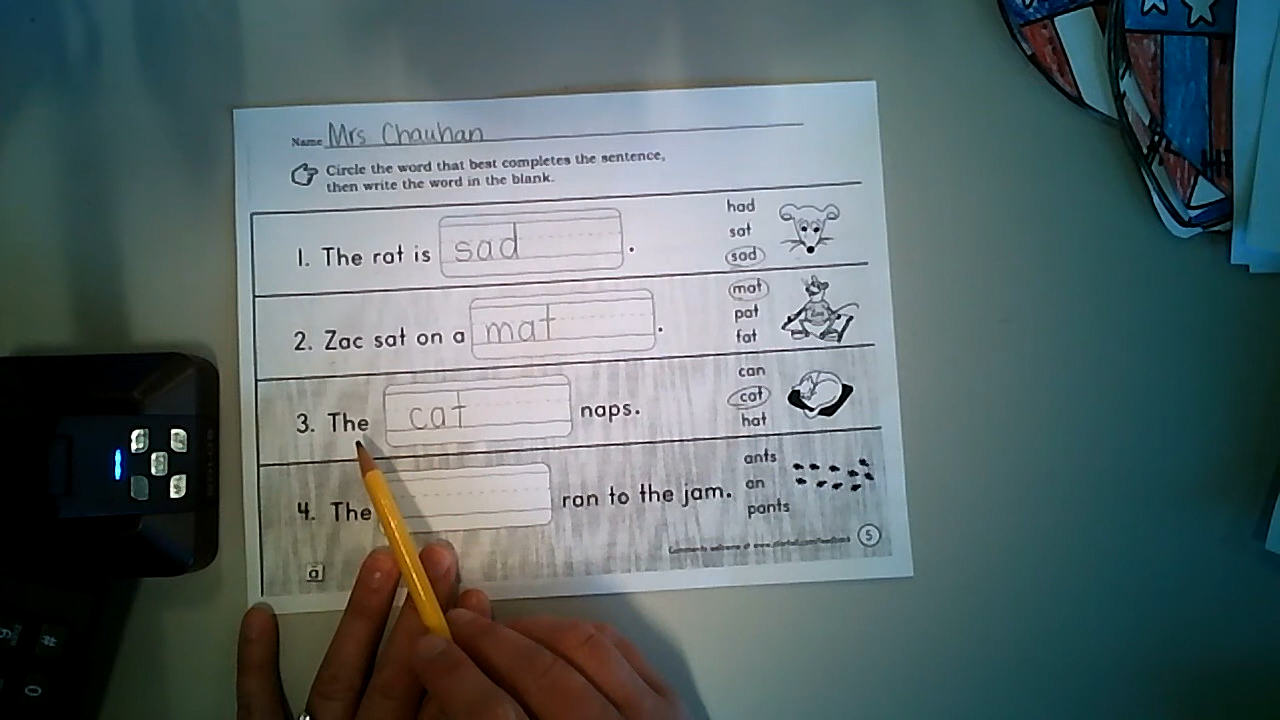 Name Mrs Chauhan
Circle the word that best completes the sentence,
then write the word in the blank.
1. The rat is sad .
had
sat
sad
2. Zac sat on a mat .
mat
pat
fat
3. The cat naps.
can
cat
hat
4. The ran to the jam.
ants
an
pants
a
5